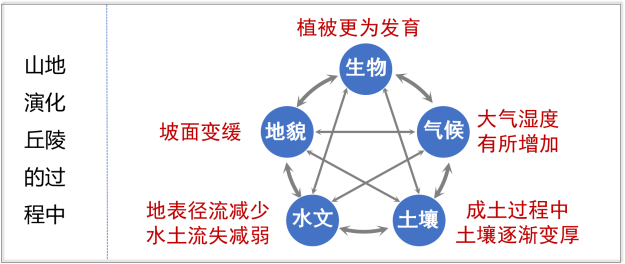 山地
演化
丘陵
的过
程中
植被更为发育
生物
地貌
坡面变缓
气候
大气湿度
有所增加
水文
地表径流减少
水土流失减弱
土壤
成土过程中
土壤逐渐变厚